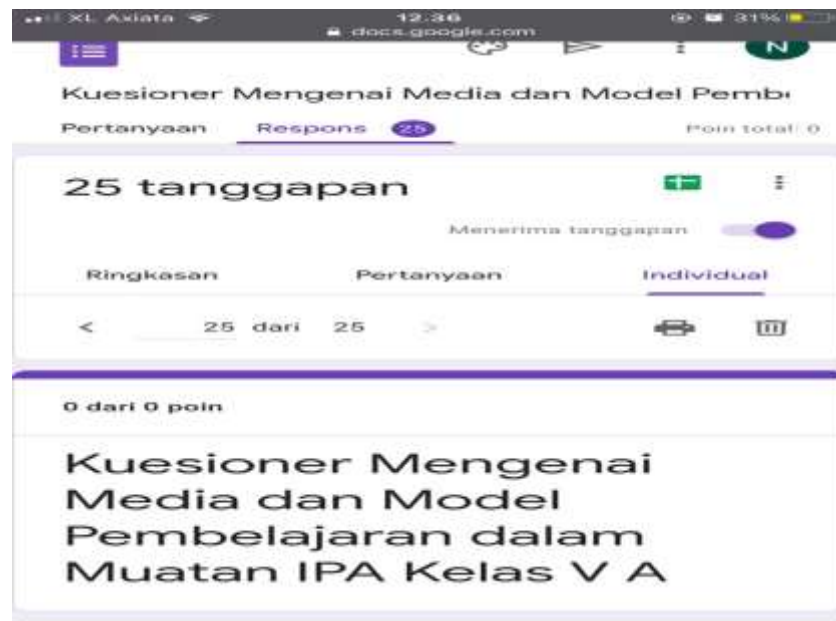 XL Axiata 12.36 31%
docs.google.com
N
Kuesioner Mengenai Media dan Model Pemb
Pertanyaan Respons 25 Poin total: 0
25 tanggapan
Menerima tanggapan
Ringkasan Pertanyaan Individual
< 25 dari 25 >
0 dari 0 poin
Kuesioner Mengenai
Media dan Model
Pembelajaran dalam
Muatan IPA Kelas V A